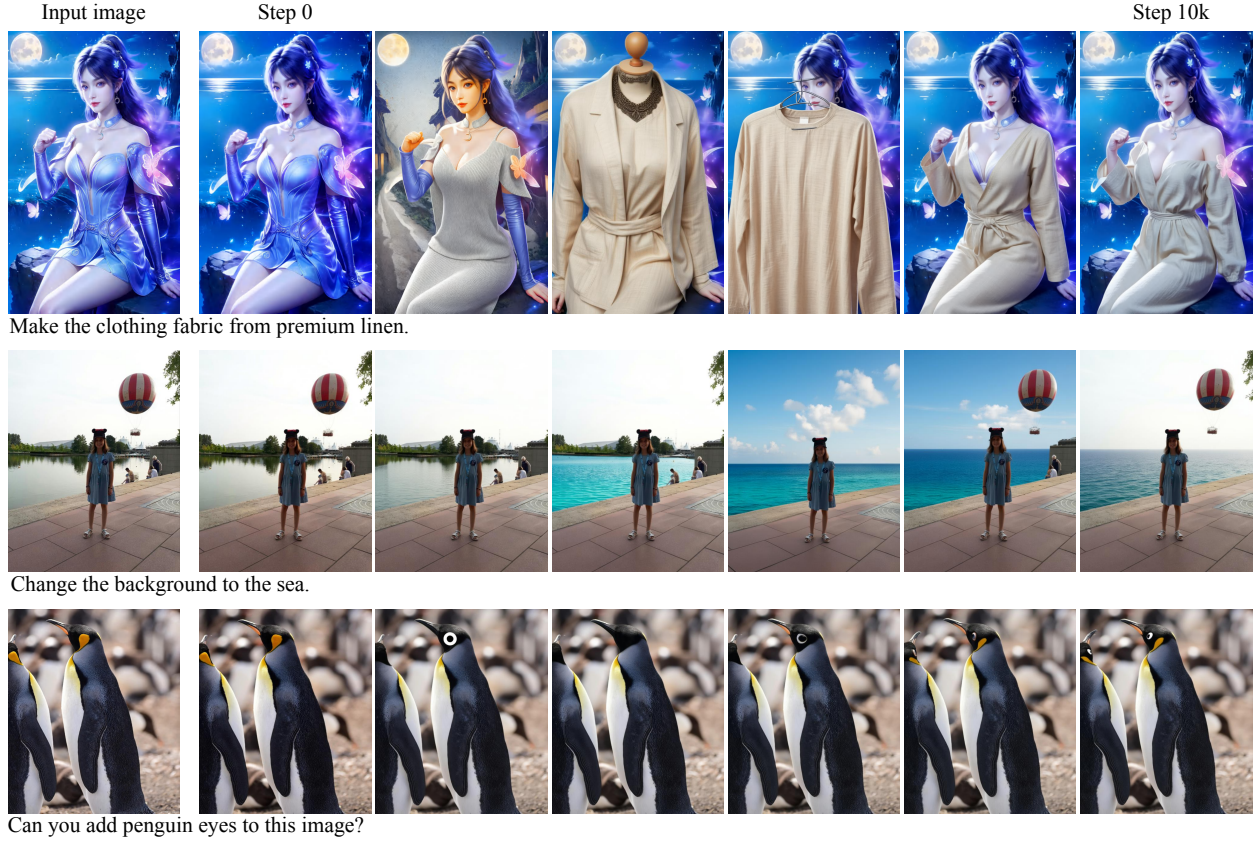 Input image
Step 0
Step 10k
Make the clothing fabric from premium linen.
Change the background to the sea.
Can you add penguin eyes to this image?